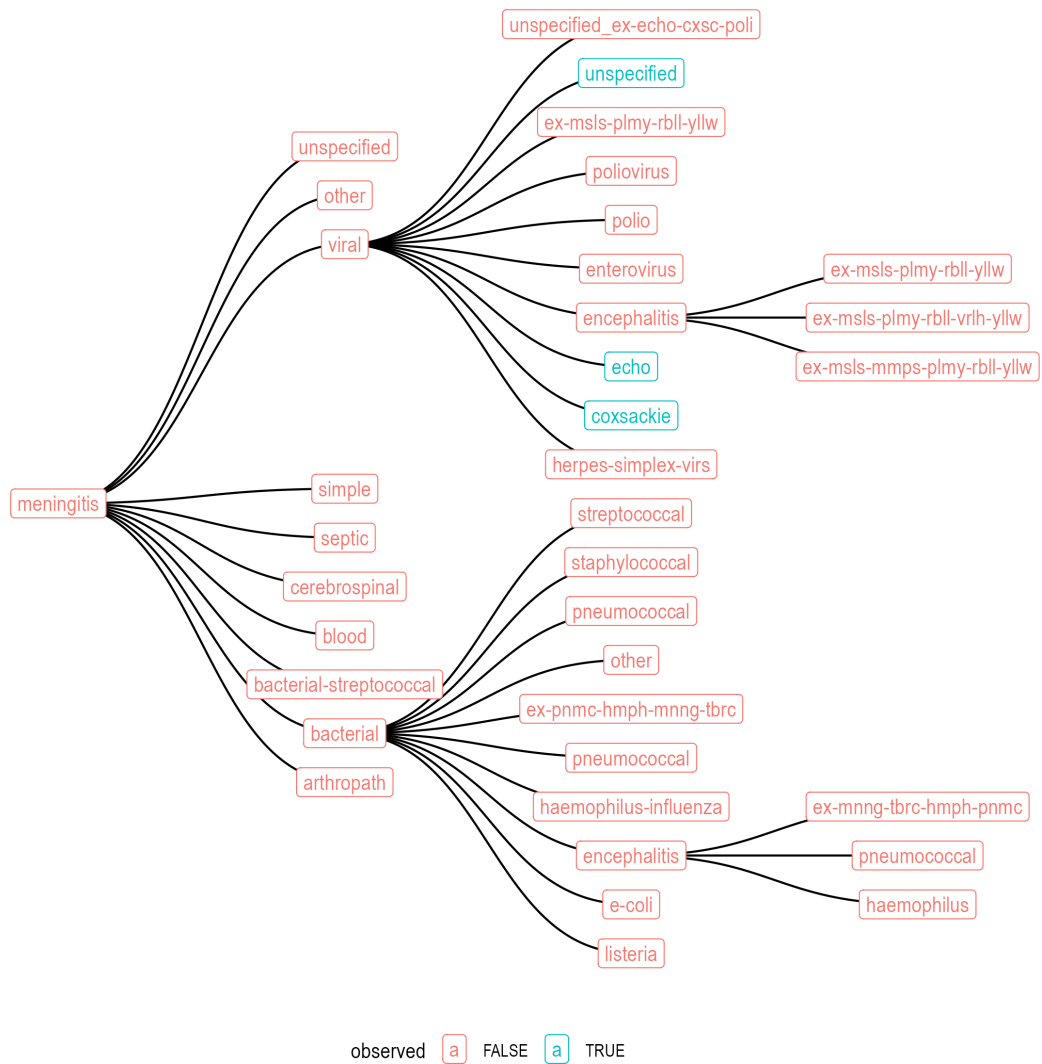 unspecified_ex-echo-cxsc-poli
unspecified
ex-msls-plmy-rbll-yllw
unspecified
poliovirus
other
polio
viral
enterovirus
ex-msls-plmy-rbll-yllw
encephalitis
ex-msls-plmy-rbll-vrlh-yllw
echo
ex-msls-mmps-plmy-rbll-yllw
coxsackie
herpes-simplex-virs
simple
meningitis
streptococcal
septic
staphylococcal
cerebrospinal
pneumococcal
blood
other
bacterial-streptococcal
ex-pnmc-hmph-mnng-tbrc
bacterial
pneumococcal
arthropath
haemophilus-influenza
ex-mnng-tbrc-hmph-pnmc
encephalitis
pneumococcal
e-coli
haemophilus
listeria
observed a FALSE a TRUE